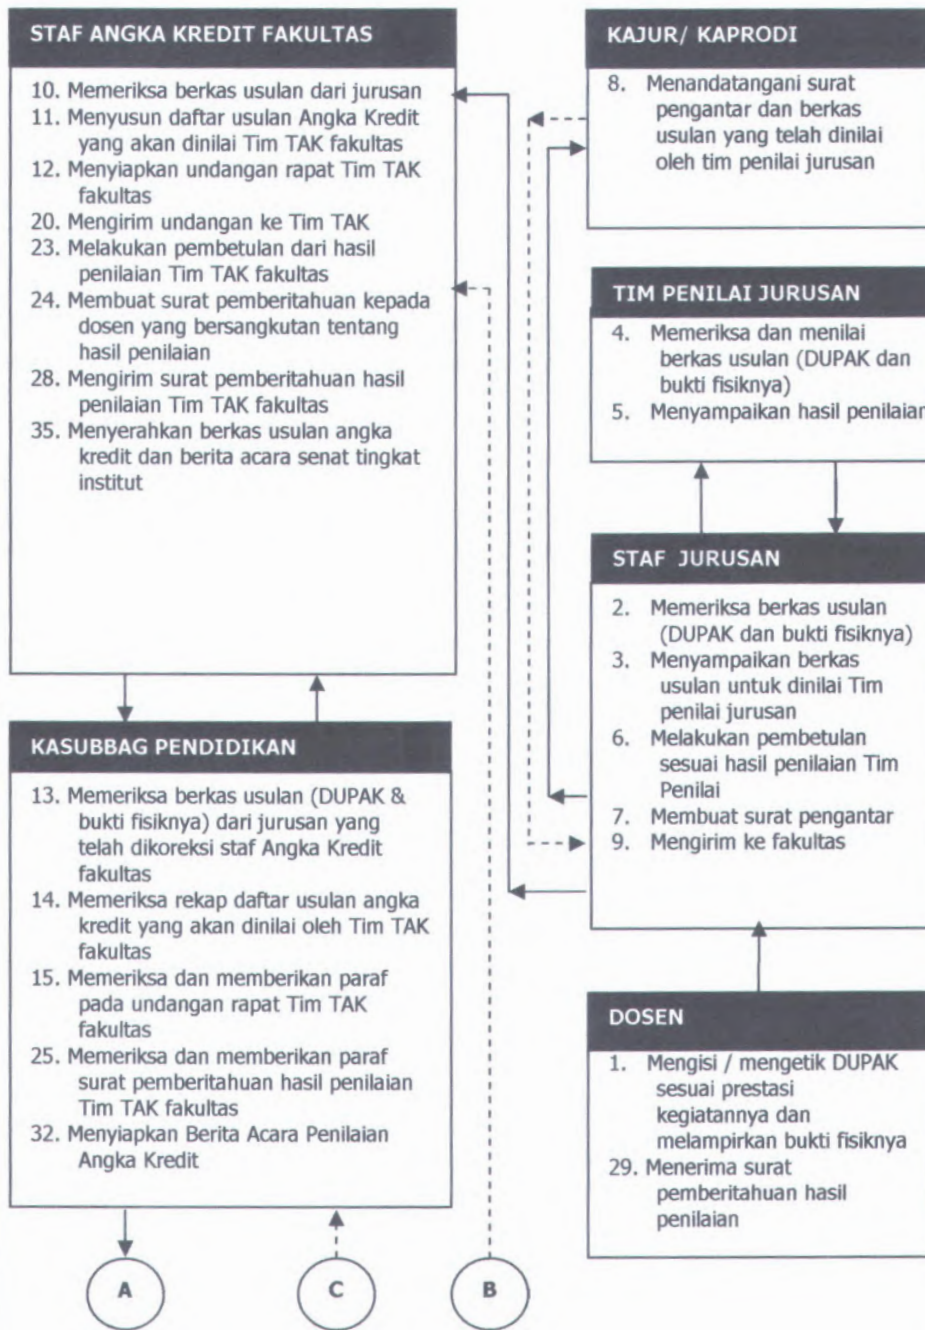 STAF ANGKA KREDIT FAKULTAS
10. Memeriksa berkas usulan dari jurusan
11. Menyusun daftar usulan Angka Kredit
yang akan dinilai Tim TAK fakultas
12. Menyiapkan undangan rapat Tim TAK
fakultas
20. Mengirim undangan ke Tim TAK
23. Melakukan pembetulan dari hasil
penilaian Tim TAK fakultas
24. Membuat surat pemberitahuan kepada
dosen yang bersangkutan tentang
hasil penilaian
28. Mengirim surat pemberitahuan hasil
penilaian Tim TAK fakultas
35. Menyerahkan berkas usulan angka
kredit dan berita acara senat tingkat
institut
KASUBBAG PENDIDIKAN
13. Memeriksa berkas usulan (DUPAK &
bukti fisiknya) dari jurusan yang
telah dikoreksi staf Angka Kredit
fakultas
14. Memeriksa rekap daftar usulan angka
kredit yang akan dinilai oleh Tim TAK
fakultas
15. Memeriksa dan memberikan paraf
pada undangan rapat Tim TAK
fakultas
25. Memeriksa dan memberikan paraf
surat pemberitahuan hasil penilaian
Tim TAK fakultas
32. Menyiapkan Berita Acara Penilaian
Angka Kredit
A
C
B
KAJUR/ KAPRODI
8. Menandatangani surat
pengantar dan berkas
usulan yang telah dinilai
oleh tim penilai jurusan
TIM PENILAI JURUSAN
4. Memeriksa dan menilai
berkas usulan (DUPAK dan
bukti fisiknya)
5. Menyampaikan hasil penilaian
STAF JURUSAN
2. Memeriksa berkas usulan
(DUPAK dan bukti fisiknya)
3. Menyampaikan berkas
usulan untuk dinilai Tim
penilai jurusan
6. Melakukan pembetulan
sesuai hasil penilaian Tim
Penilai
7. Membuat surat pengantar
9. Mengirim ke fakultas
DOSEN
1. Mengisi / mengetik DUPAK
sesuai prestasi
kegiatannya dan
melampirkan bukti fisiknya
29. Menerima surat
pemberitahuan hasil
penilaian